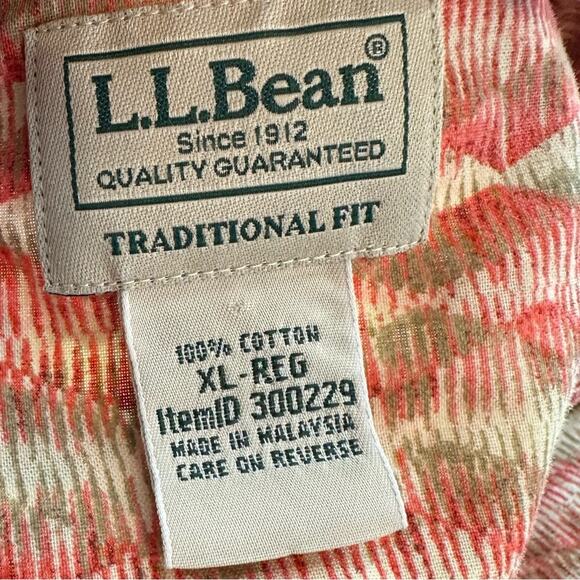 L.L.Bean®
Since 1912
QUALITY GUARANTEED
TRADITIONAL FIT
100% COTTON
XL-REG
ItemID 300229
MADE IN MALAYSIA
CARE ON REVERSE